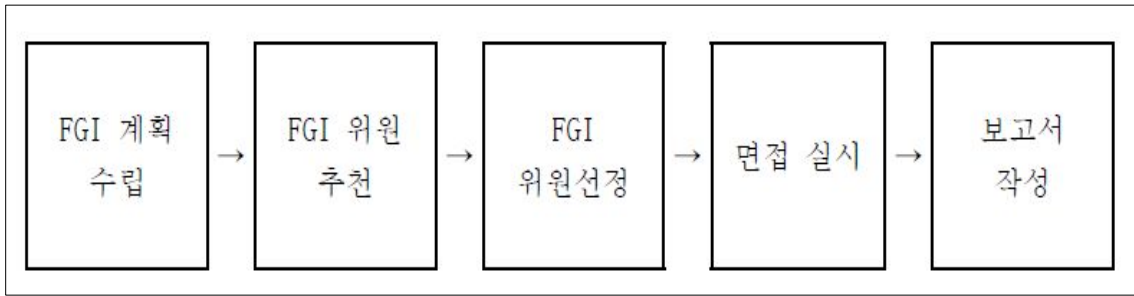 FGI 계획
수립
→
FGI 위원
추천
→
FGI
위원선정
→
면접 실시
→
보고서
작성